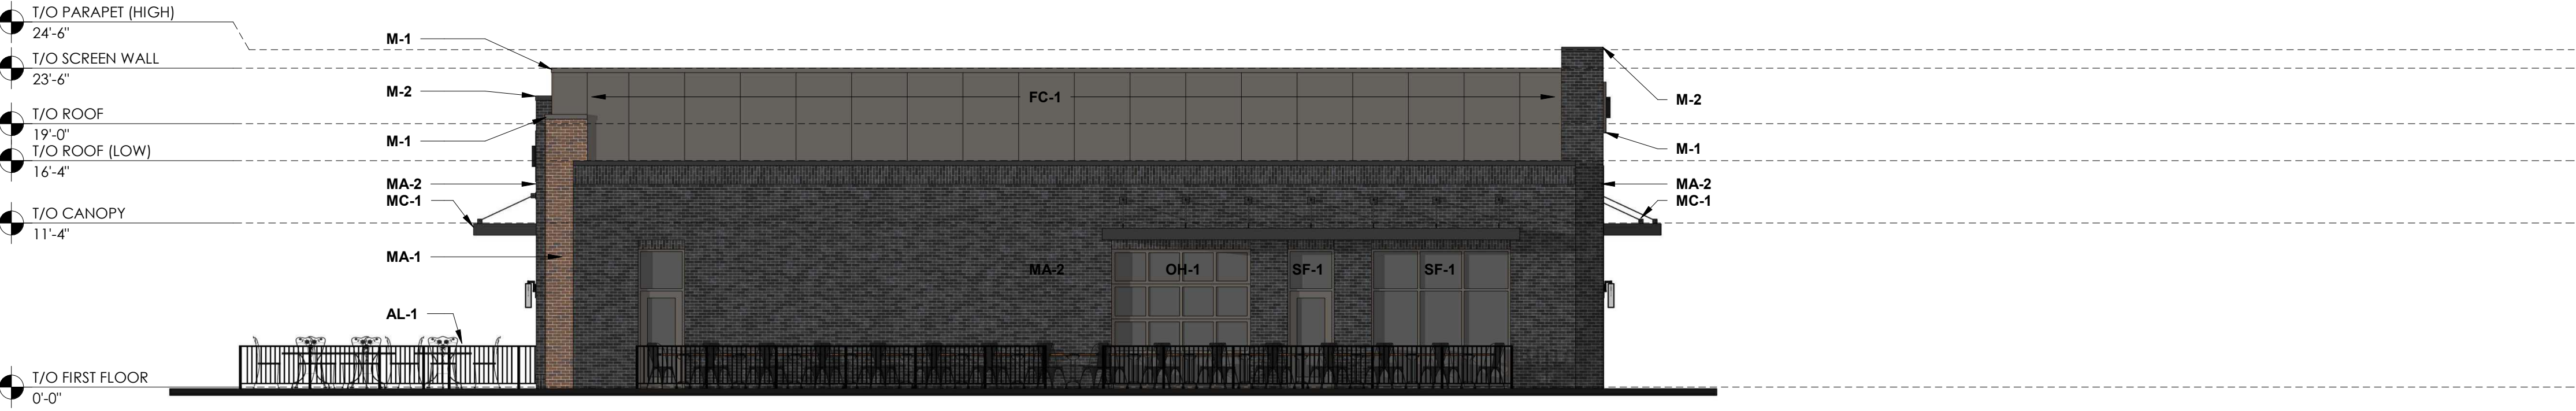 T/O PARAPET (HIGH)
24'-6"
T/O SCREEN WALL
23'-6"
T/O ROOF
19'-0"
T/O ROOF (LOW)
16'-4"
T/O CANOPY
11'-4"
T/O FIRST FLOOR
0'-0"
M-1
M-2
M-1
MA-2
MC-1
MA-1
AL-1
FC-1
MA-2
OH-1
SF-1
SF-1
M-2
M-1
MA-2
MC-1